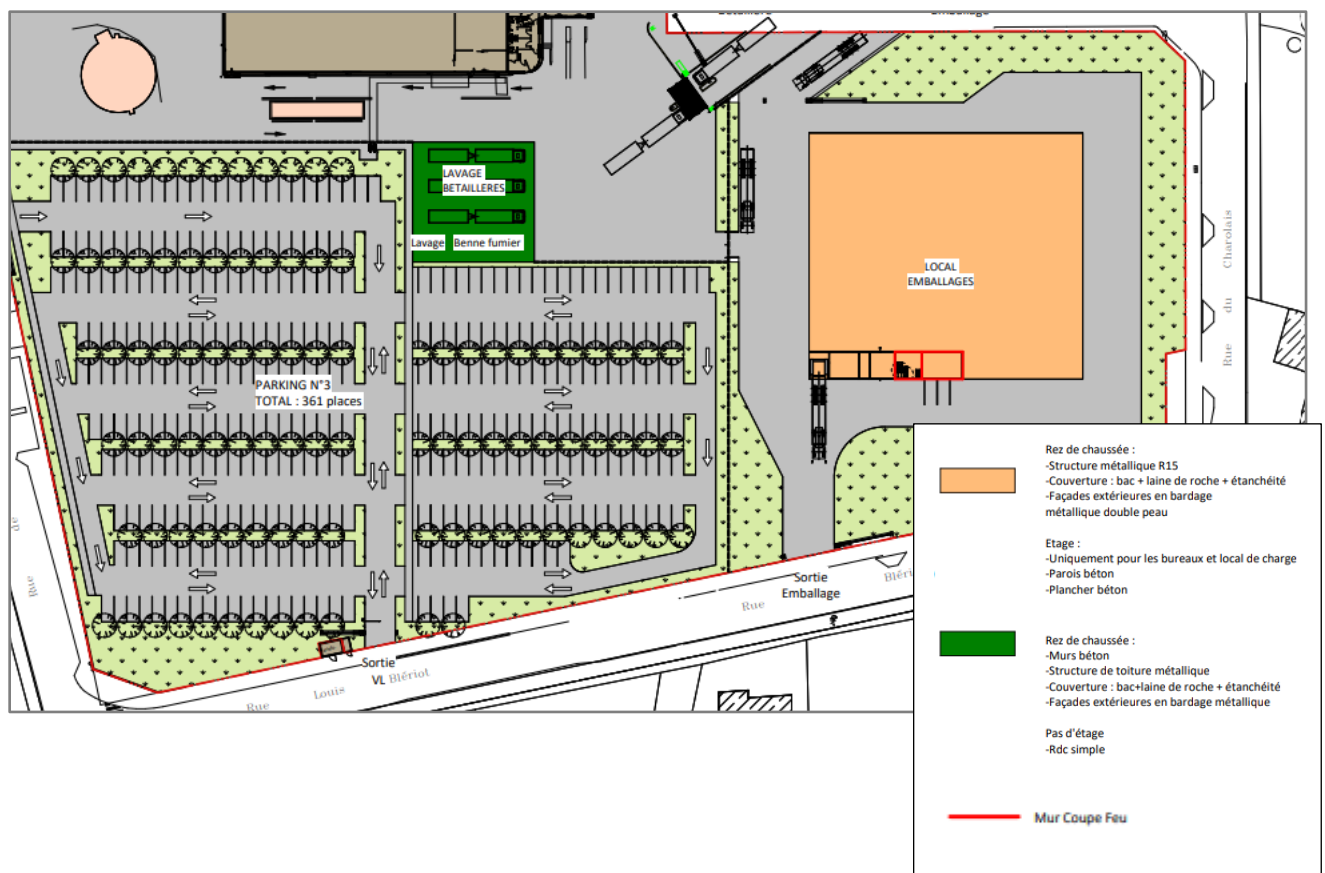 LAVAGE
BETAILLERES
Lavage Benne fumier
LOCAL
EMBALLAGES
PARKING N°3
TOTAL : 361 places
Rue du Charolais
Sortie
Emballage
Sortie
VL
Rue Louis Blériot
Rue
Rue de
Rez de chaussée :
-Structure métallique R15
-Couverture : bac + laine de roche + étanchéité
-Façades extérieures en bardage
métallique double peau
Etage :
-Uniquement pour les bureaux et local de charge
-Parois béton
-Plancher béton
Rez de chaussée :
-Murs béton
-Structure de toiture métallique
-Couverture : bac+laine de roche + étanchéité
-Façades extérieures en bardage métallique
Pas d'étage
-Rdc simple
Mur Coupe Feu